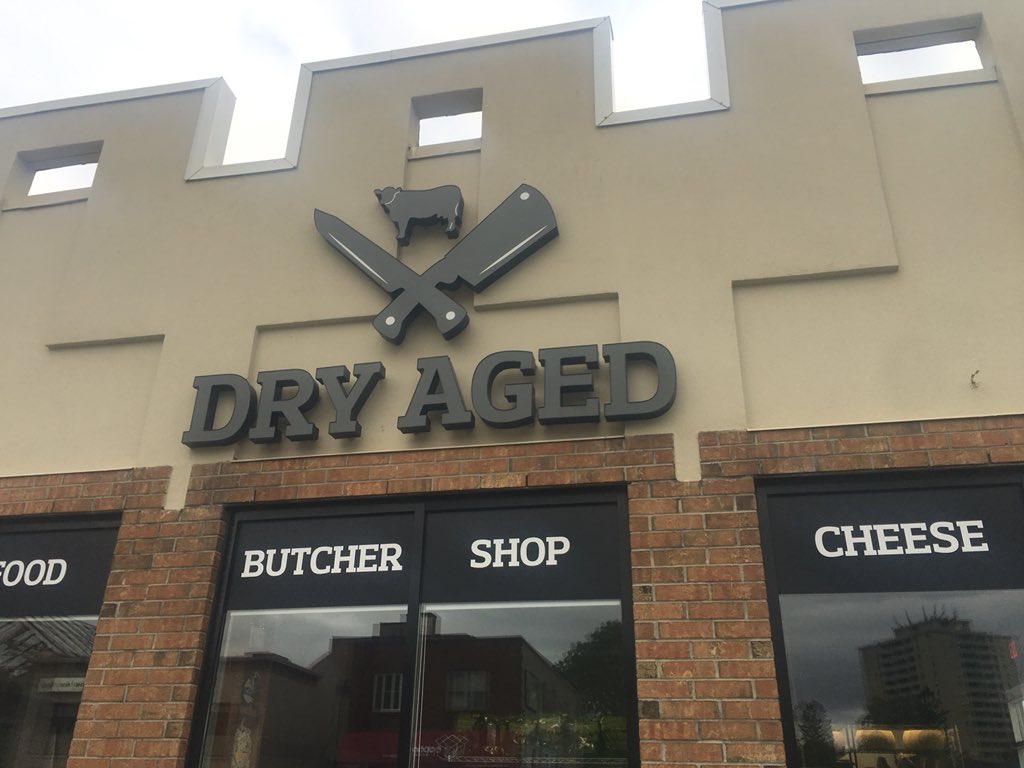 DRY AGED
FOOD
BUTCHER
SHOP
CHEESE